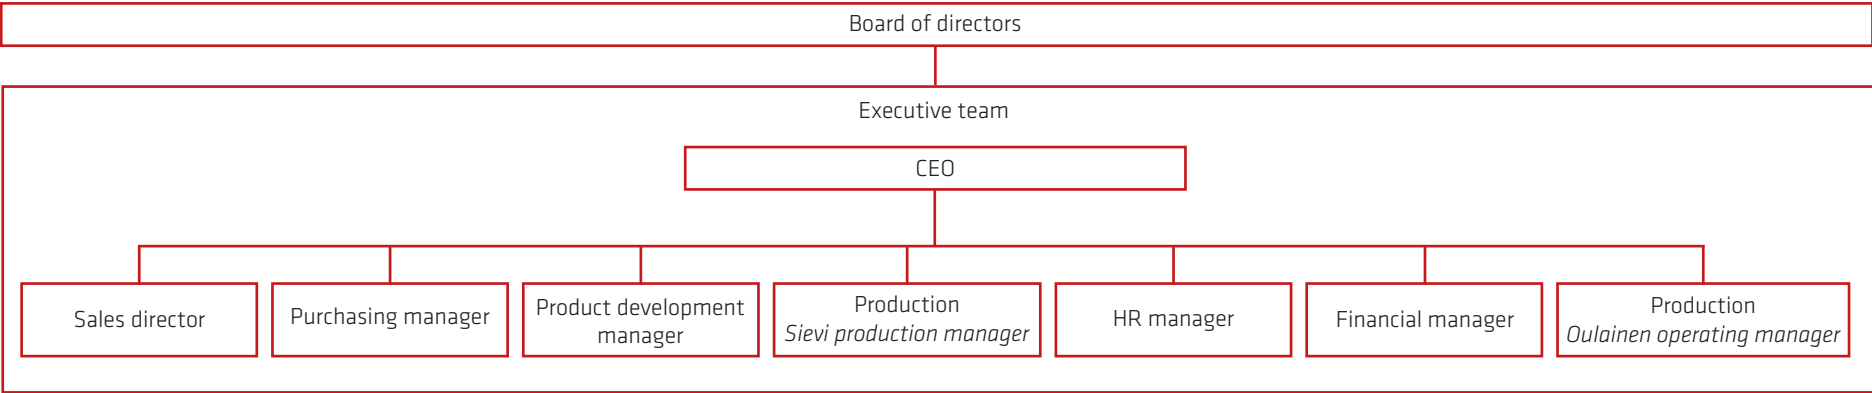 Board of directors
Executive team
CEO
Sales director
Purchasing manager
Product development
manager
Production
Sievi production manager
HR manager
Financial manager
Production
Oulainen operating manager